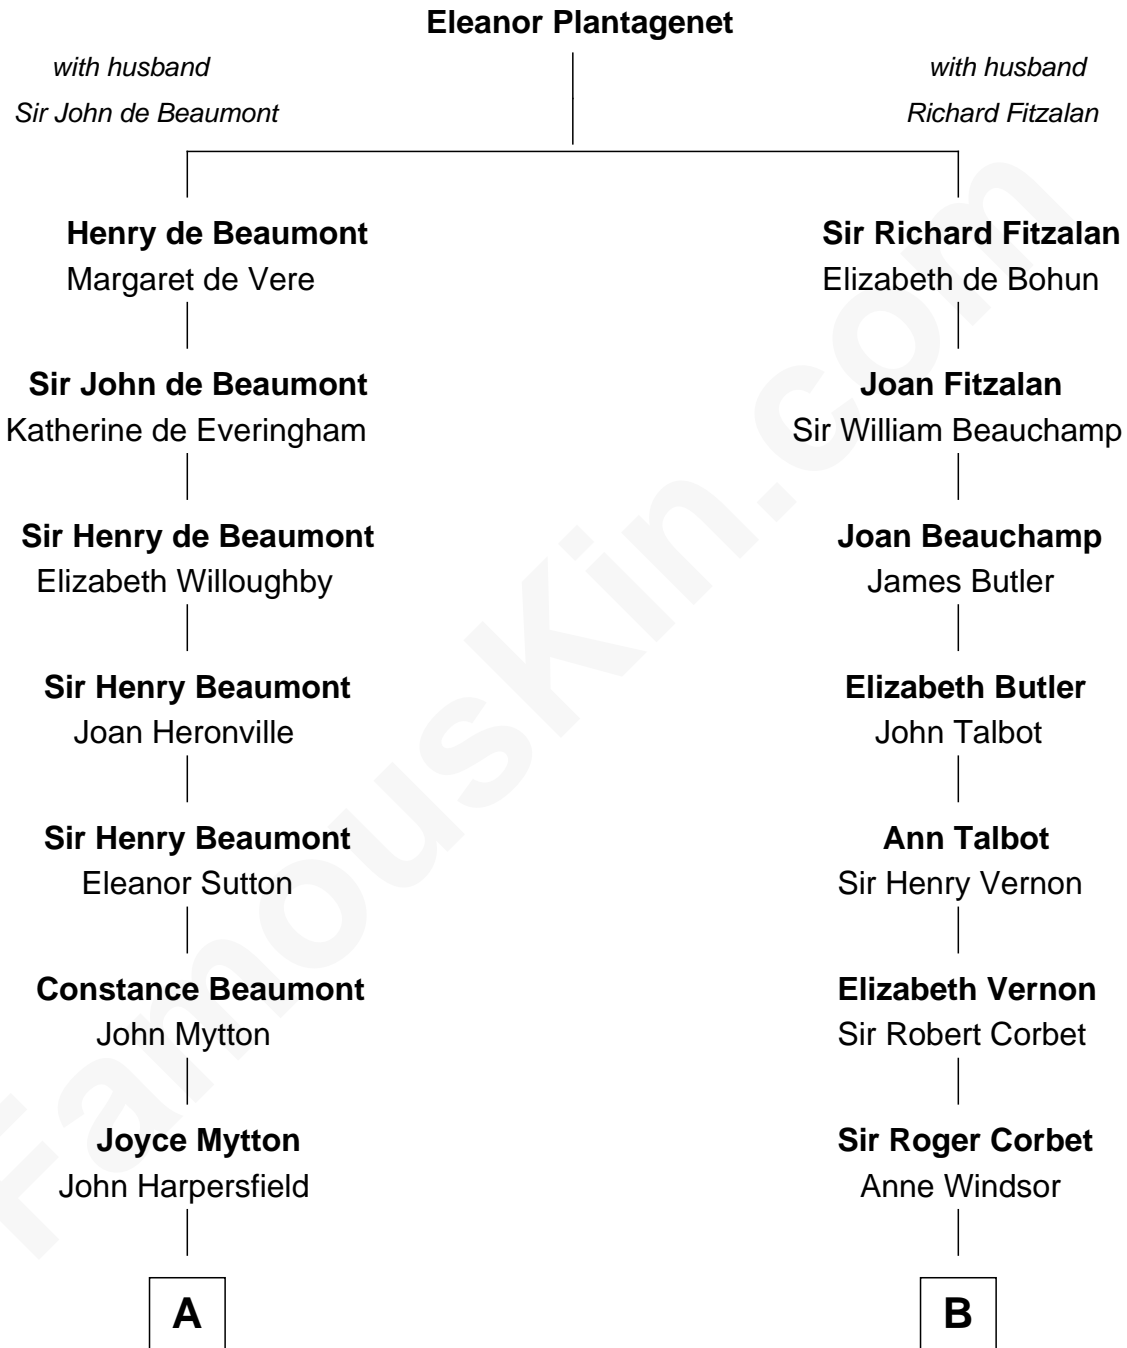 Eleanor Plantagenet
with husband
Sir John de Beaumont
with husband
Richard Fitzalan
Henry de Beaumont
Margaret de Vere
Sir Richard Fitzalan
Elizabeth de Bohun
Sir John de Beaumont
Katherine de Everingham
Joan Fitzalan
Sir William Beauchamp
Sir Henry de Beaumont
Elizabeth Willoughby
Joan Beauchamp
James Butler
Sir Henry Beaumont
Joan Heronville
Elizabeth Butler
John Talbot
Sir Henry Beaumont
Eleanor Sutton
Ann Talbot
Sir Henry Vernon
Constance Beaumont
John Mytton
Elizabeth Vernon
Sir Robert Corbet
Joyce Mytton
John Harpersfield
Sir Roger Corbet
Anne Windsor
A
B
FamousKin.com